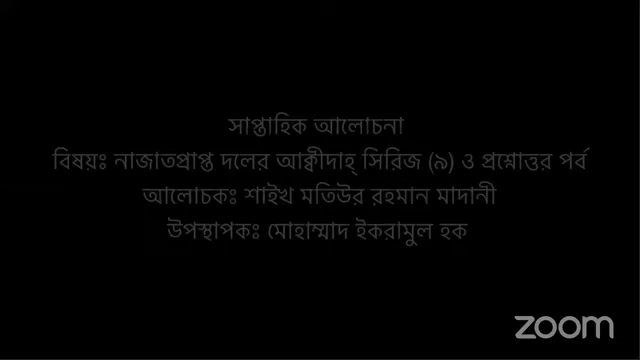 সাপ্তাহিক আলোচনা
বিষয়ঃ নাজাতপ্রাপ্ত দলের আক্বীদাহ্ সিরিজ (৯) ও প্রশ্নোত্তর পর্ব
আলোচকঃ শাইখ মতিউর রহমান মাদানী
উপস্থাপকঃ মোহাম্মাদ ইকরামুল হক
zoom